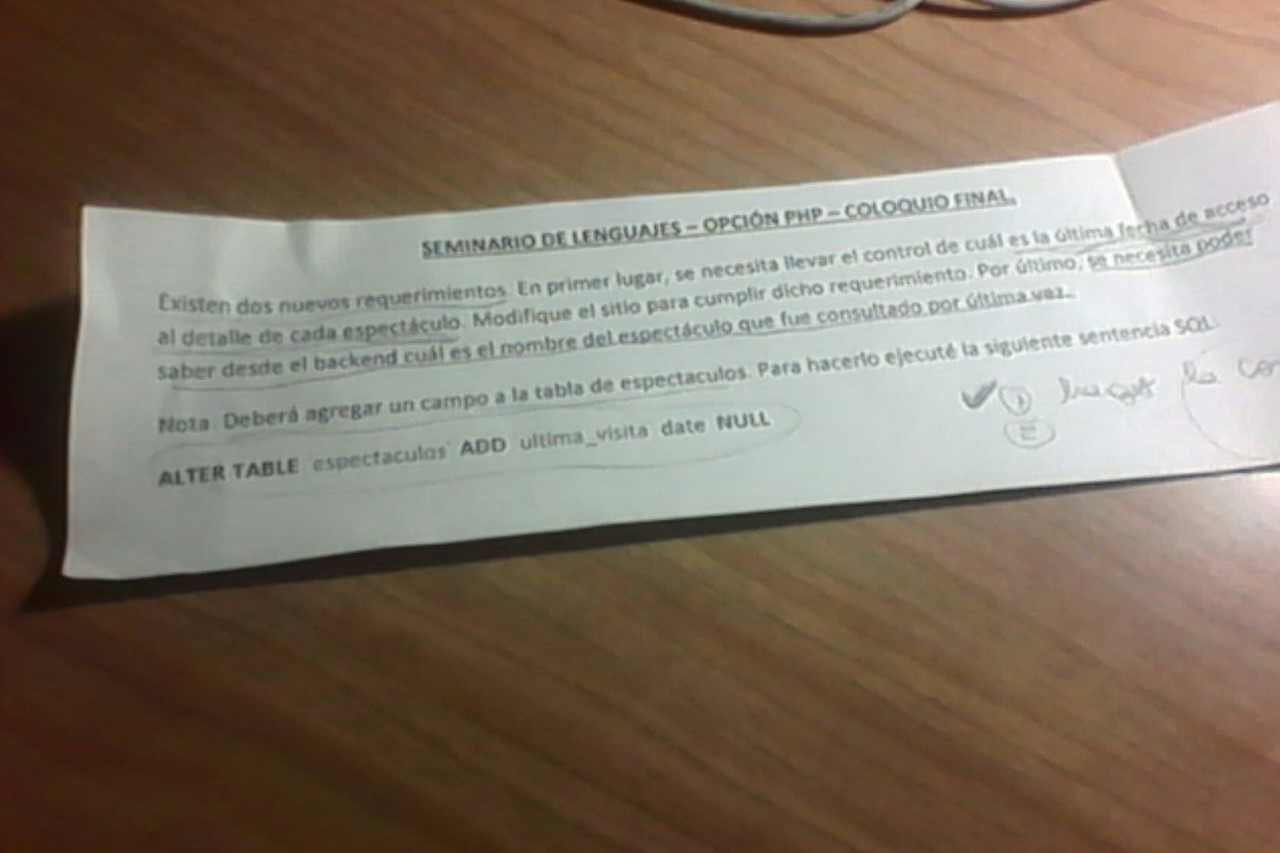 SEMINARIO DE LENGUAJES – OPCIÓN PHP – COLOQUIO FINAL
Existen dos nuevos requerimientos. En primer lugar, se necesita llevar el control de cuál es la última fecha de acceso
al detalle de cada espectáculo. Modifique el sitio para cumplir dicho requerimiento. Por último, se necesita poder
saber desde el backend cuál es el nombre del espectáculo que fue consultado por última vez.
Nota: Deberá agregar un campo a la tabla de espectaculos. Para hacerlo ejecuté la siguiente sentencia SQL:
ALTER TABLE espectaculos ADD ultima_visita date NULL
la